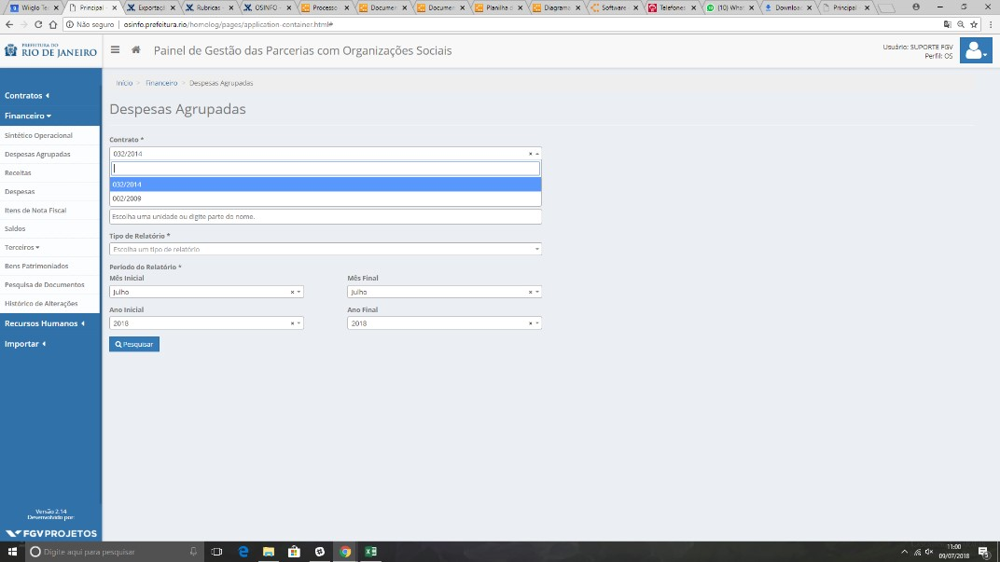 Wiglo Te
Principal -
Exportaçã
Rubricas -
OSINFO -
Processo
Documen
Documen
Planilha d
Diagrama
Software
Telefones
(10) What
Downloac
Principal
Não seguro | osinfo.prefeitura.rio/homolog/pages/application-container.html#
PREFEITURA DO
RIO DE JANEIRO
Painel de Gestão das Parcerias com Organizações Sociais
Usuário: SUPORTE FGV
Perfil: OS
Início > Financeiro > Despesas Agrupadas
Contratos
Financeiro
Sintético Operacional
Despesas Agrupadas
Receitas
Despesas
Itens de Nota Fiscal
Saldos
Terceiros
Bens Patrimoniados
Pesquisa de Documentos
Histórico de Alterações
Recursos Humanos
Importar
Versão 2.14
Desenvolvido por:
FGV PROJETOS
Despesas Agrupadas
Contrato *
032/2014
032/2014
002/2009
Escolha uma unidade ou digite parte do nome.
Tipo de Relatório *
Escolha um tipo de relatório
Período do Relatório *
Mês Inicial Mês Final
Julho Julho
Ano Inicial Ano Final
2018 2018
Pesquisar
Digite aqui para pesquisar
11:00
09/07/2018